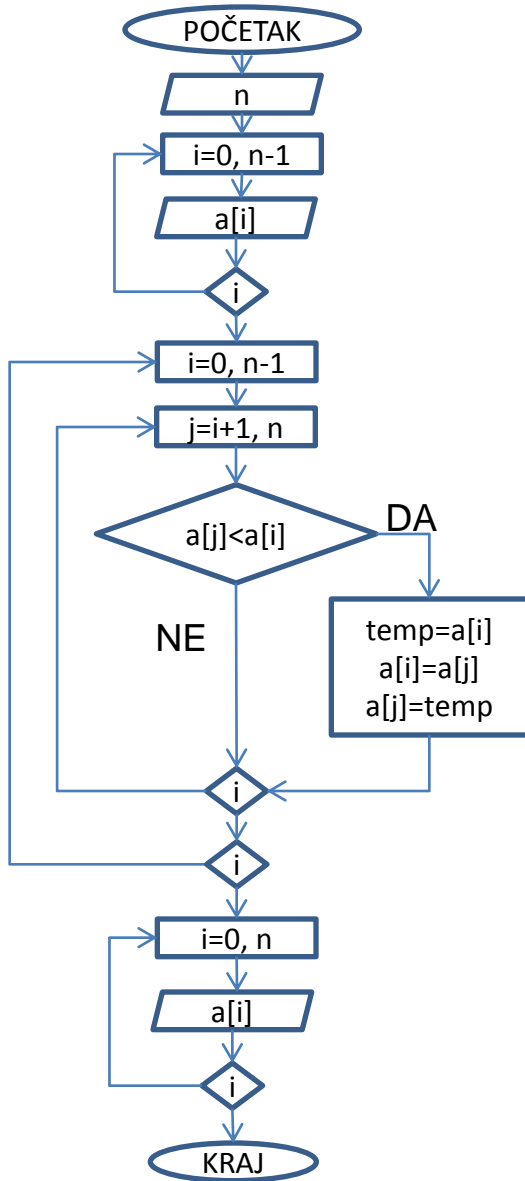 POČETAK
n
i=0, n-1
a[i]
i
i=0, n-1
j=i+1, n
a[j]<a[i]
DA
NE
temp=a[i]
a[i]=a[j]
a[j]=temp
i
i
i=0, n
a[i]
i
KRAJ